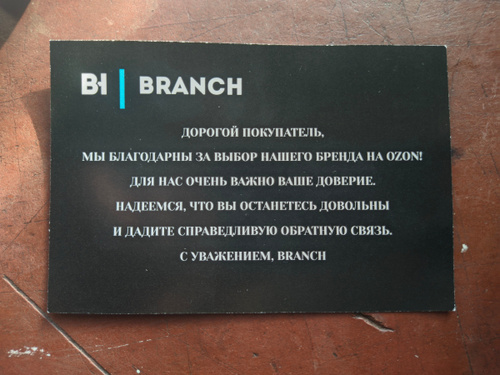 BH | BRANCH
ДОРОГОЙ ПОКУПАТЕЛЬ,
МЫ БЛАГОДАРНЫ ЗА ВЫБОР НАШЕГО БРЕНДА НА OZON!
ДЛЯ НАС ОЧЕНЬ ВАЖНО ВАШЕ ДОВЕРИЕ.
НАДЕЕМСЯ, ЧТО ВЫ ОСТАНЕТЕСЬ ДОВОЛЬНЫ
И ДАДИТЕ СПРАВЕДЛИВУЮ ОБРАТНУЮ СВЯЗЬ.
С УВАЖЕНИЕМ, BRANCH